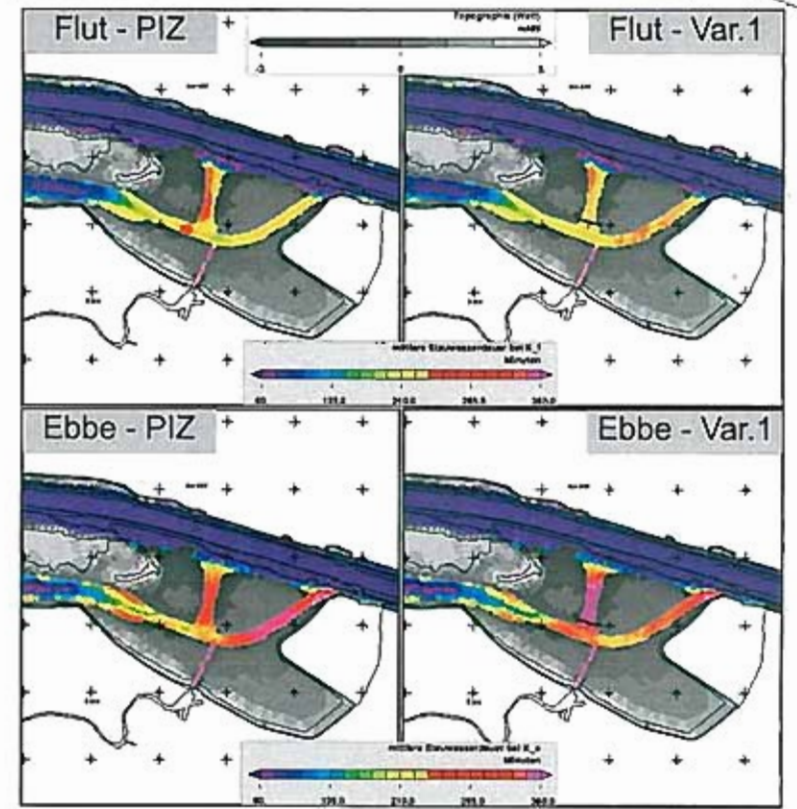 Flut - PIZ
Topographie (Watt)
mNN
Flut - Var.1
-3. 0 5.
mittlere Stauwasserdauer bei K_f
Minuten
60. 135.0 210.0 285.0 360.0
Ebbe - PIZ
Ebbe - Var.1
mittlere Stauwasserdauer bei K_e
Minuten
60. 135.0 210.0 285.0 360.0